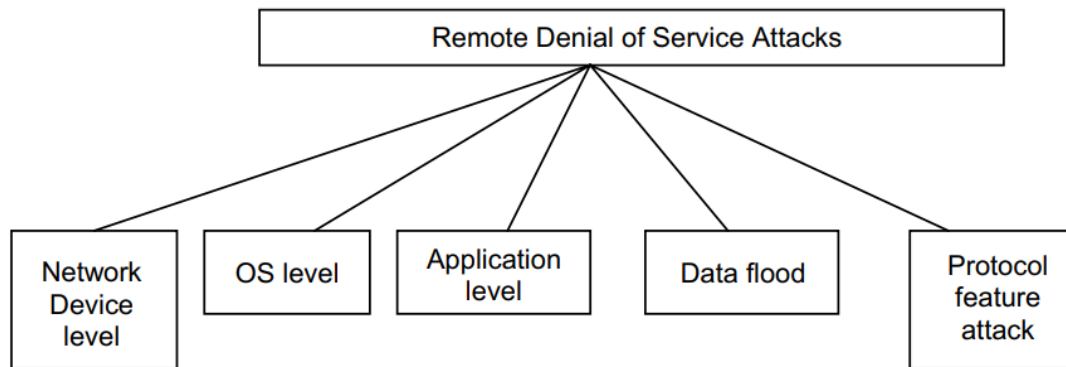 Remote Denial of Service Attacks
Network
Device
level
OS level
Application
level
Data flood
Protocol
feature
attack